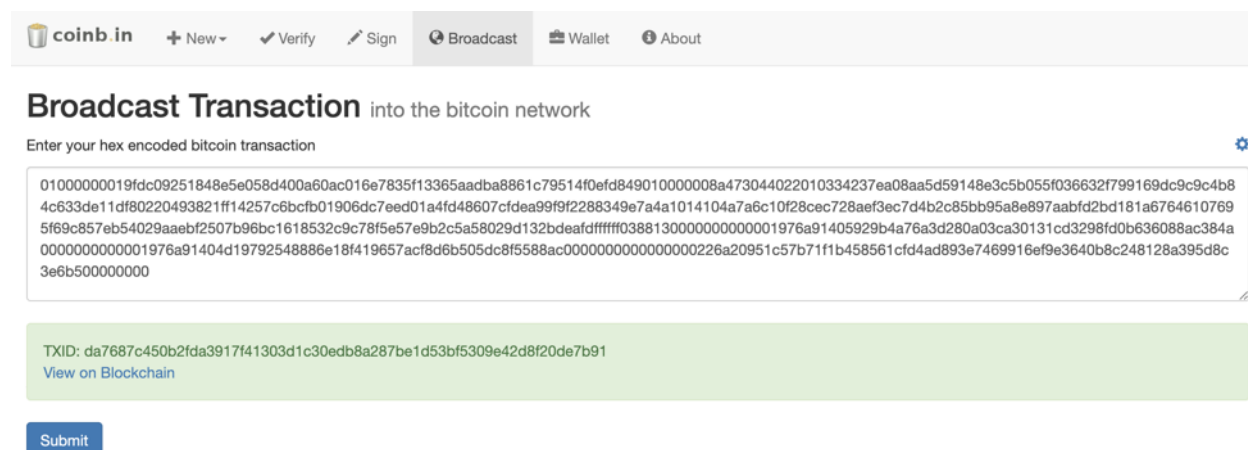 coinb.in New Verify Sign Broadcast Wallet About
Broadcast Transaction into the bitcoin network
Enter your hex encoded bitcoin transaction
01000000019fdc09251848e5e058d400a60ac016e7835f13365aadba8861c79514f0efd849010000008a473044022010334237ea08aa5d59148e3c5b055f036632f799169dc9c9c4b8
4c633de11df80220493821ff14257c6bcfb01906dc7eed01a4fd48607cfdea99f9f2288349e7a4a1014104a7a6c10f28cec728aef3ec7d4b2c85bb95a8e897aabfd2bd181a6764610769
5f69c857eb54029aaebf2507b96bc1618532c9c78f5e57e9b2c5a58029d132bdeafdffffff0388130000000000001976a91405929b4a76a3d280a03ca30131cd3298fd0b636088ac384a
0000000000001976a91404d19792548886e18f419657acf8d6b505dc8f5588ac0000000000000000226a20951c57b71f1b458561cfd4ad893e7469916ef9e3640b8c248128a395d8c
3e6b500000000
TXID: da7687c450b2fda3917f41303d1c30edb8a287be1d53bf5309e42d8f20de7b91
View on Blockchain
Submit